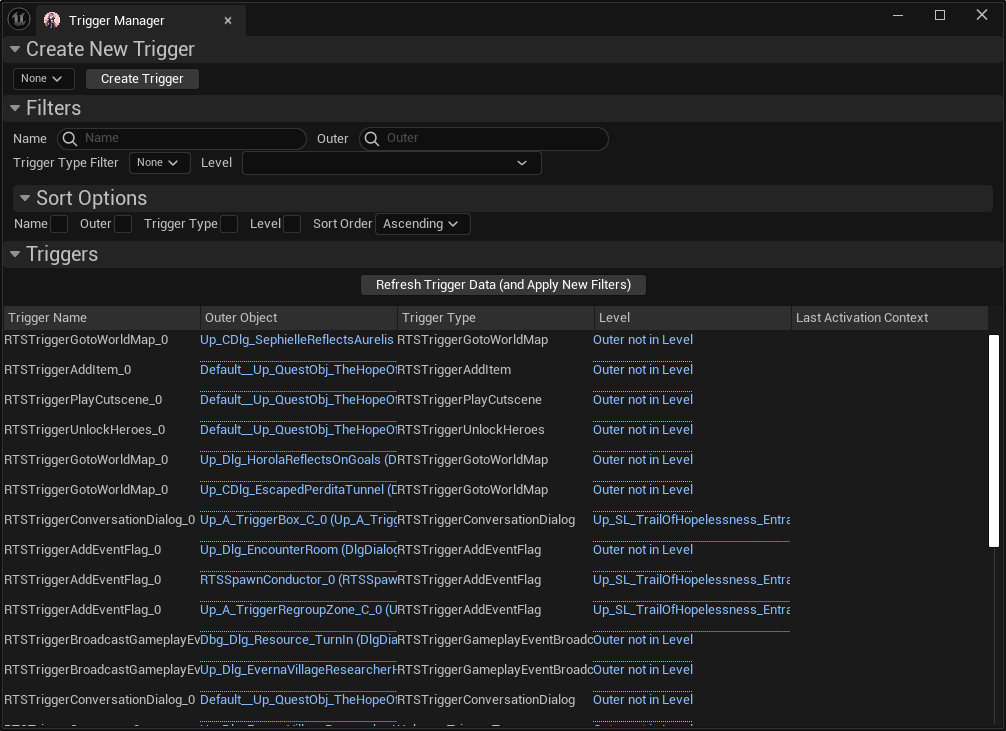 Trigger Manager
Create New Trigger
None Create Trigger
Filters
Name Name Outer Outer
Trigger Type Filter None Level
Sort Options
Name Outer Trigger Type Level Sort Order Ascending
Triggers
Refresh Trigger Data (and Apply New Filters)
Trigger Name Outer Object Trigger Type Level Last Activation Context
RTSTriggerGotoWorldMap_0 Up_CDlg_SephielleReflectsAurelis RTSTriggerGotoWorldMap Outer not in Level
RTSTriggerAddItem_0 Default__Up_QuestObj_TheHopeOf RTSTriggerAddItem Outer not in Level
RTSTriggerPlayCutscene_0 Default__Up_QuestObj_TheHopeOf RTSTriggerPlayCutscene Outer not in Level
RTSTriggerUnlockHeroes_0 Default__Up_QuestObj_TheHopeOf RTSTriggerUnlockHeroes Outer not in Level
RTSTriggerGotoWorldMap_0 Up_Dlg_HorolaReflectsOnGoals (D RTSTriggerGotoWorldMap Outer not in Level
RTSTriggerGotoWorldMap_0 Up_CDlg_EscapedPerditaTunnel (D RTSTriggerGotoWorldMap Outer not in Level
RTSTriggerConversationDialog_0 Up_A_TriggerBox_C_0 (Up_A_Trigg RTSTriggerConversationDialog Up_SL_TrailOfHopelessness_Entra
RTSTriggerAddEventFlag_0 Up_Dlg_EncounterRoom (DlgDialog RTSTriggerAddEventFlag Outer not in Level
RTSTriggerAddEventFlag_0 RTSSpawnConductor_0 (RTSSpaw RTSTriggerAddEventFlag Up_SL_TrailOfHopelessness_Entra
RTSTriggerAddEventFlag_0 Up_A_TriggerRegroupZone_C_0 (U RTSTriggerAddEventFlag Up_SL_TrailOfHopelessness_Entra
RTSTriggerBroadcastGameplayEv Dbg_Dlg_Resource_TurnIn (DlgDia RTSTriggerGameplayEventBroadc Outer not in Level
RTSTriggerBroadcastGameplayEv Up_Dlg_EvernaVillageResearcherH RTSTriggerGameplayEventBroadc Outer not in Level
RTSTriggerConversationDialog_0 Default__Up_QuestObj_TheHopeOf RTSTriggerConversationDialog Outer not in Level